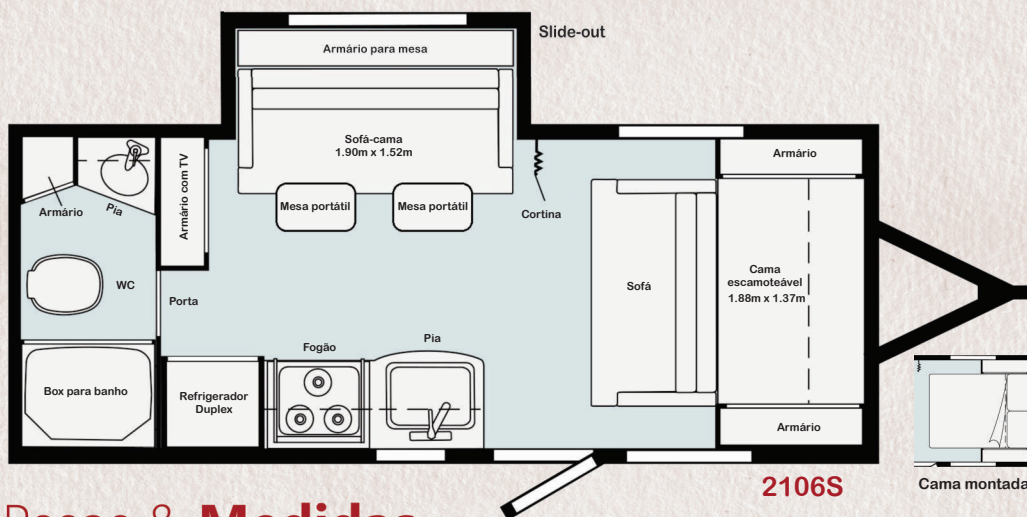 Slide-out
Armário para mesa
Sofá-cama
1.90m x 1.52m
Armário com TV
Mesa portátil
Mesa portátil
Cortina
Armário
Armário
Pia
WC
Porta
Sofá
Cama
escamoteável
1.88m x 1.37m
Fogão
Pia
Box para banho
Refrigerador
Duplex
Armário
2106S
Cama montada
& Medidas